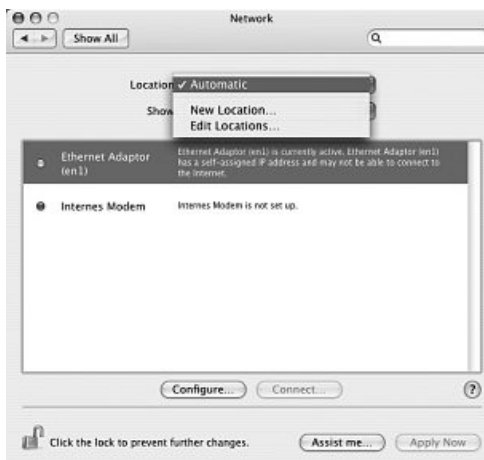 Network
Show All
Location
✓ Automatic
Show
New Location...
Edit Locations...
Ethernet Adaptor (en1)
Ethernet Adaptor (en1) is currently active. Ethernet Adaptor (en1)
has a self-assigned IP address and may not be able to connect to
the Internet.
Internes Modem
Internes Modem is not set up.
Configure...
Connect...
?
Click the lock to prevent further changes.
Assist me...
Apply Now